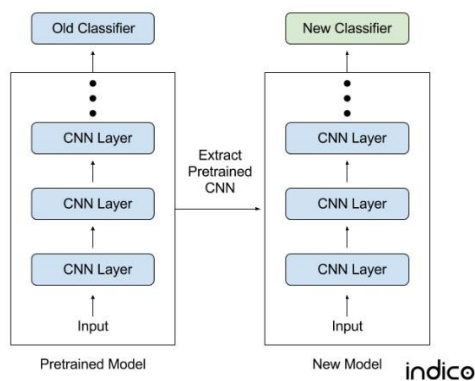 Old Classifier
CNN Layer
CNN Layer
CNN Layer
Input
Pretrained Model
Extract
Pretrained
CNN
New Classifier
CNN Layer
CNN Layer
CNN Layer
Input
New Model
indico